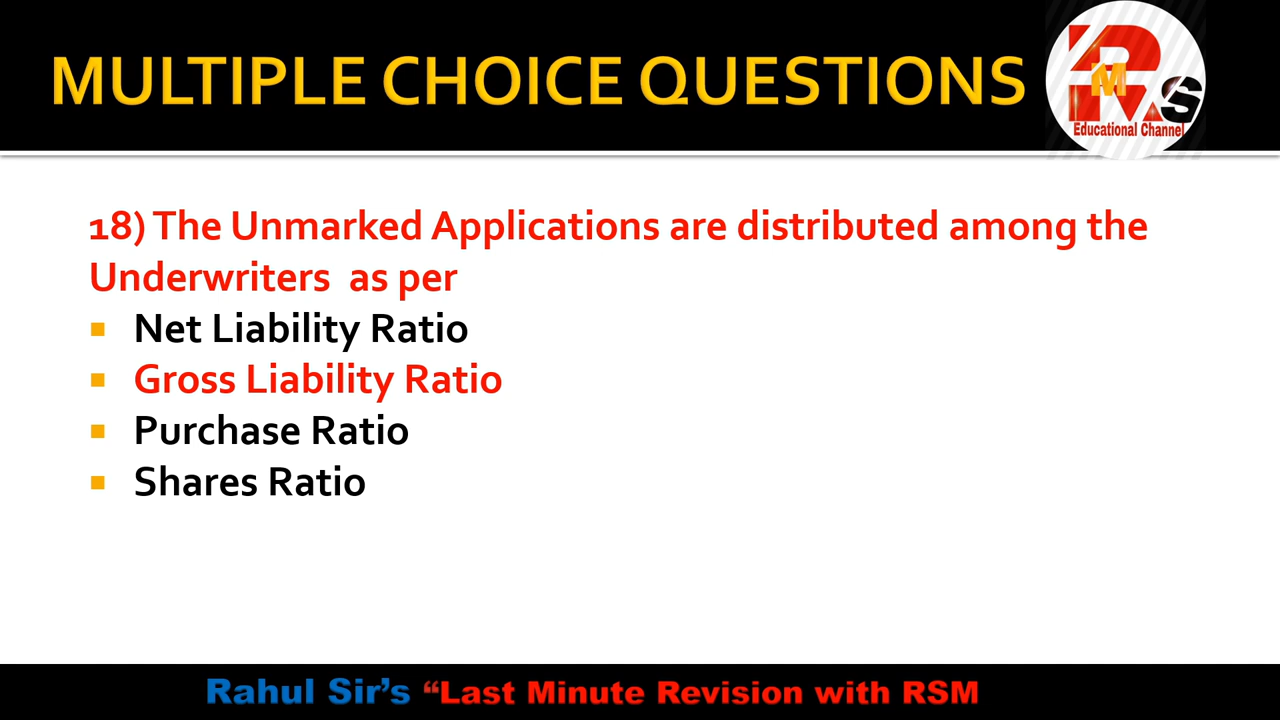 MULTIPLE CHOICE QUESTIONS
RMS
Educational Channel
18) The Unmarked Applications are distributed among the
Underwriters as per
Net Liability Ratio
Gross Liability Ratio
Purchase Ratio
Shares Ratio
Rahul Sir’s “Last Minute Revision with RSM